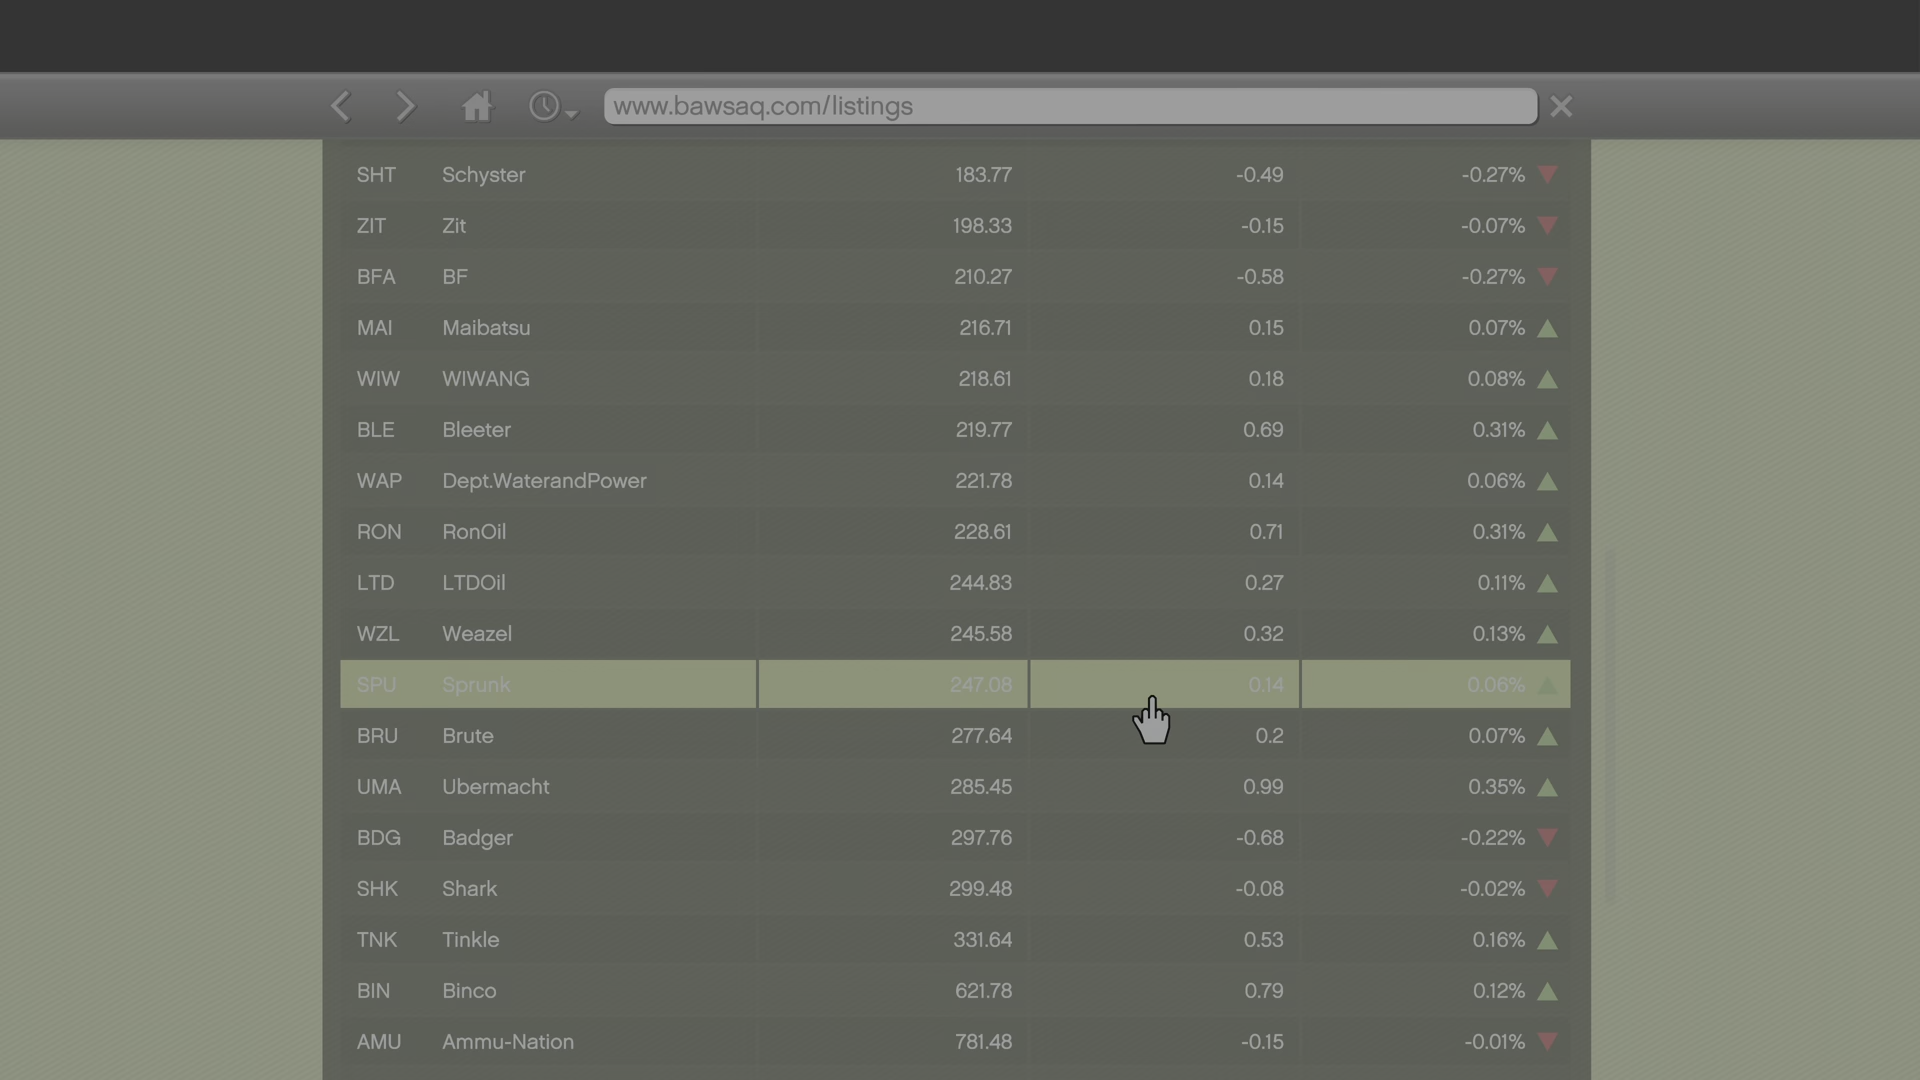 www.bawsaq.com/listings
SHT Schyster 183.77 -0.49 -0.27%
ZIT Zit 198.33 -0.15 -0.07%
BFA BF 210.27 -0.58 -0.27%
MAI Maibatsu 216.71 0.15 0.07%
WIW WIWANG 218.61 0.18 0.08%
BLE Bleeter 219.77 0.69 0.31%
WAP Dept.WaterandPower 221.78 0.14 0.06%
RON RonOil 228.61 0.71 0.31%
LTD LTDOil 244.83 0.27 0.11%
WZL Weazel 245.58 0.32 0.13%
SPU Sprunk 247.08 0.14 0.06%
BRU Brute 277.64 0.2 0.07%
UMA Ubermacht 285.45 0.99 0.35%
BDG Badger 297.76 -0.68 -0.22%
SHK Shark 299.48 -0.08 -0.02%
TNK Tinkle 331.64 0.53 0.16%
BIN Binco 621.78 0.79 0.12%
AMU Ammu-Nation 781.48 -0.15 -0.01%